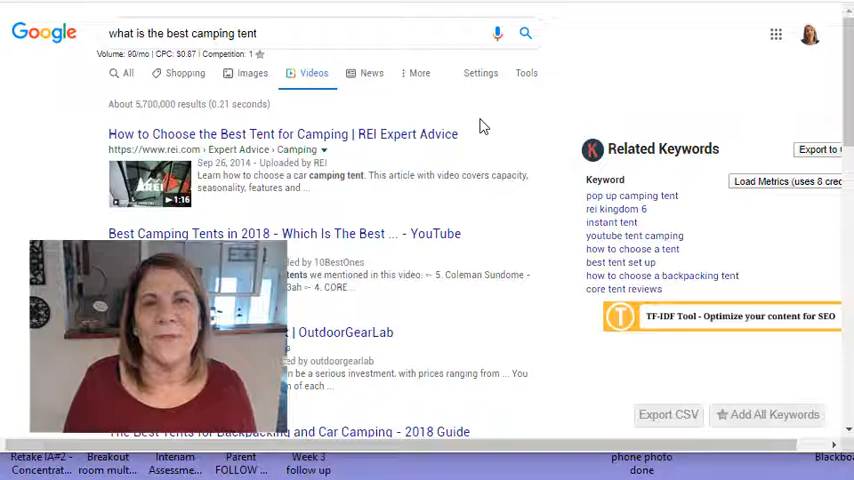 Google
what is the best camping tent
Volume: 90/mo | CPC: $0.87 | Competition: 1
All
Shopping
Images
Videos
News
More
Settings
Tools
About 5,700,000 results (0.21 seconds)
How to Choose the Best Tent for Camping | REI Expert Advice
https://www.rei.com › Expert Advice › Camping
Sep 26, 2014 - Uploaded by REI
Learn how to choose a car camping tent. This article with video covers capacity,
seasonality, features and ...
1:16
Best Camping Tents in 2018 - Which Is The Best ... - YouTube
ed by 10BestOnes
tents we mentioned in this video: ➳ 5. Coleman Sundome -
➳ 4. CORE...
| OutdoorGearLab
ed by outdoorgearlab
n be a serious investment, with prices ranging from ... You
n of each ...
The Best Tents for Backpacking and Car Camping - 2018 Guide
K
Related Keywords
Export to
Keyword
Load Metrics (uses 8 cred
pop up camping tent
rei kingdom 6
instant tent
youtube tent camping
how to choose a tent
best tent set up
how to choose a backpacking tent
core tent reviews
T
TF-IDF Tool - Optimize your content for SEO
Export CSV
Add All Keywords
Retake IA#2 -
Concentrat...
Breakout
room mult...
Interiam
Assessme...
Parent
FOLLOW ...
Week 3
follow up
phone photo
done
Blackboa